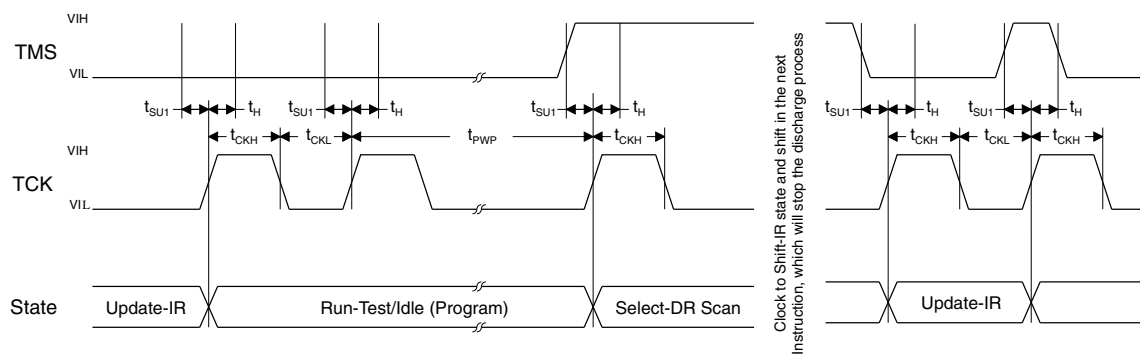 VIH
TMS
VIL
tSU1 tH tSU1 tH tSU1 tH tSU1 tH tSU1 tH
tCKH tCKL tPWP tCKH tCKH tCKL tCKH
VIH
TCK
VIL
State
Update-IR
Run-Test/Idle (Program)
Select-DR Scan
Clock to Shift-IR state and shift in the next
Instruction, which will stop the discharge process
Update-IR